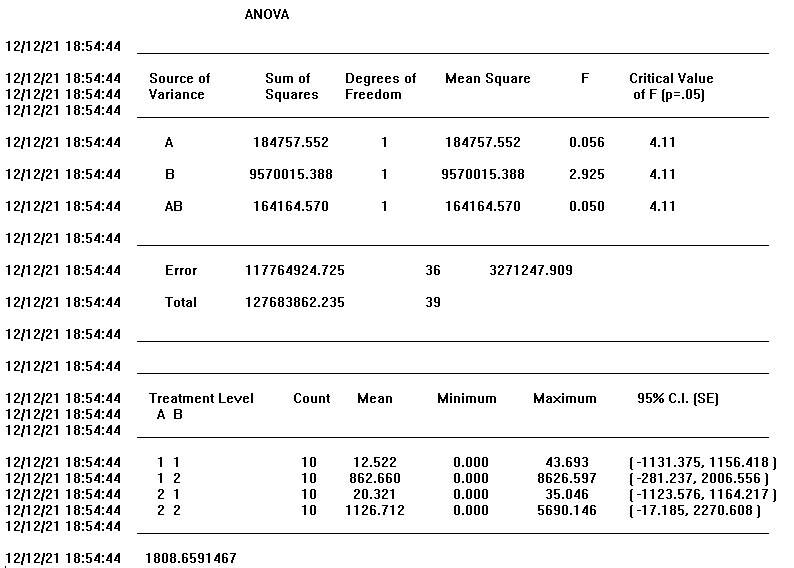 ANOVA
12/12/21 18:54:44
12/12/21 18:54:44 Source of Sum of Degrees of Mean Square F Critical Value
12/12/21 18:54:44 Variance Squares Freedom of F (p=.05)
12/12/21 18:54:44
12/12/21 18:54:44 A 184757.552 1 184757.552 0.056 4.11
12/12/21 18:54:44 B 9570015.388 1 9570015.388 2.925 4.11
12/12/21 18:54:44 AB 164164.570 1 164164.570 0.050 4.11
12/12/21 18:54:44
12/12/21 18:54:44 Error 117764924.725 36 3271247.909
12/12/21 18:54:44 Total 127683862.235 39
12/12/21 18:54:44
12/12/21 18:54:44
12/12/21 18:54:44 Treatment Level Count Mean Minimum Maximum 95% C.I. (SE)
12/12/21 18:54:44 A B
12/12/21 18:54:44
12/12/21 18:54:44 1 1 10 12.522 0.000 43.693 ( -1131.375, 1156.418 )
12/12/21 18:54:44 1 2 10 862.660 0.000 8626.597 ( -281.237, 2006.556 )
12/12/21 18:54:44 2 1 10 20.321 0.000 35.046 ( -1123.576, 1164.217 )
12/12/21 18:54:44 2 2 10 1126.712 0.000 5690.146 ( -17.185, 2270.608 )
12/12/21 18:54:44
12/12/21 18:54:44 1808.6591467